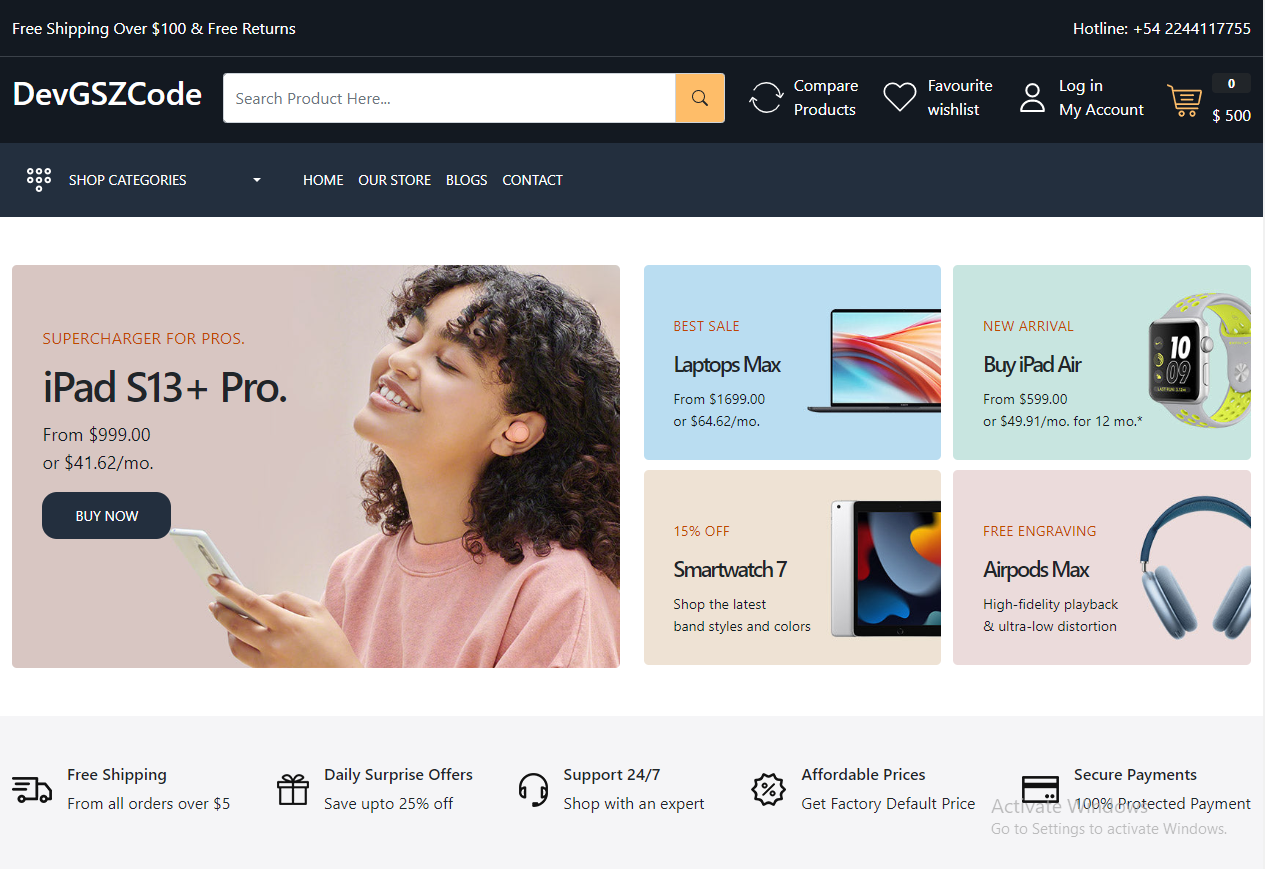 Free Shipping Over $100 & Free Returns
Hotline: +54 2244117755
DevGSZCode
Search Product Here...
Compare
Products
Favourite
wishlist
Log in
My Account
0
$ 500
SHOP CATEGORIES
HOME
OUR STORE
BLOGS
CONTACT
SUPERCHARGER FOR PROS.
iPad S13+ Pro.
From $999.00
or $41.62/mo.
BUY NOW
BEST SALE
Laptops Max
From $1699.00
or $64.62/mo.
NEW ARRIVAL
Buy iPad Air
From $599.00
or $49.91/mo. for 12 mo.*
10
09
15% OFF
Smartwatch 7
Shop the latest
band styles and colors
FREE ENGRAVING
Airpods Max
High-fidelity playback
& ultra-low distortion
Free Shipping
From all orders over $5
Daily Surprise Offers
Save upto 25% off
Support 24/7
Shop with an expert
Affordable Prices
Get Factory Default Price
Secure Payments
100% Protected Payment
Activate Windows
Go to Settings to activate Windows.